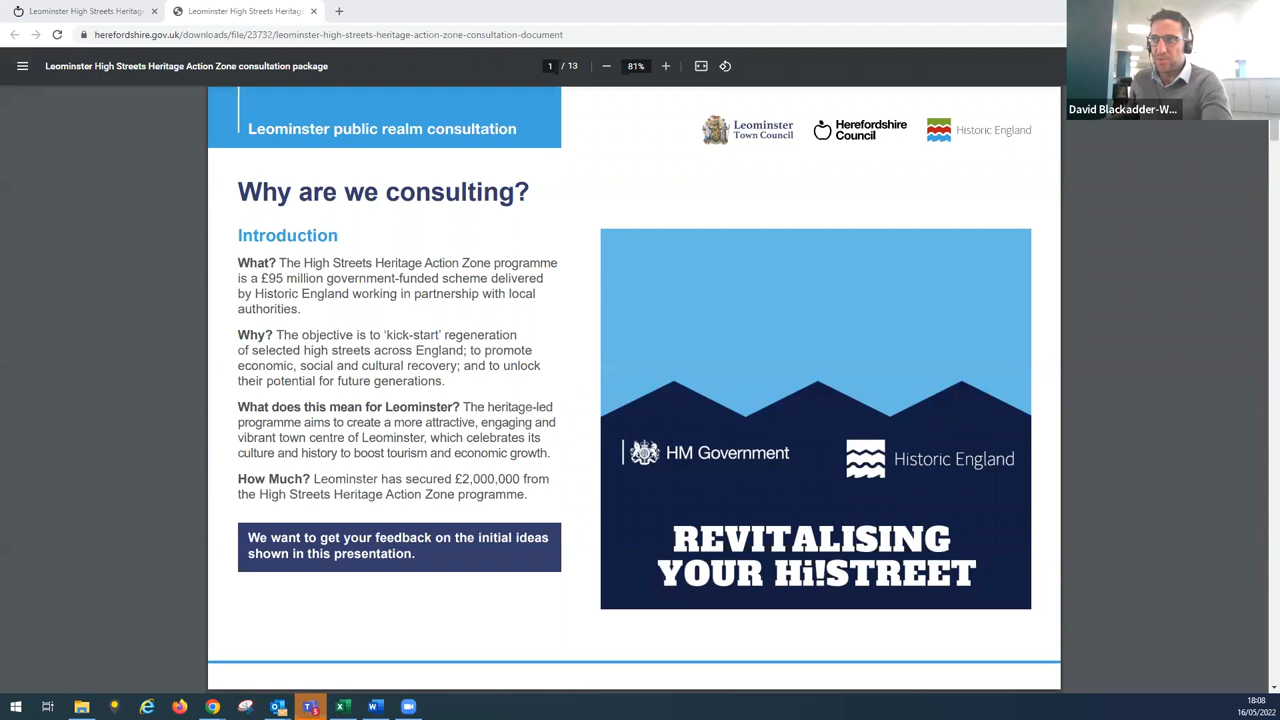 Leominster High Streets Heritage
Leominster High Streets Heritage
herefordshire.gov.uk/downloads/file/23732/leominster-high-streets-heritage-action-zone-consultation-document
Leominster High Streets Heritage Action Zone consultation package
1 / 13
81%
David Blackadder-W...
Leominster public realm consultation
Leominster
Town Council
Herefordshire
Council
Historic England
Why are we consulting?
Introduction
What? The High Streets Heritage Action Zone programme
is a £95 million government-funded scheme delivered
by Historic England working in partnership with local
authorities.
Why? The objective is to ‘kick-start’ regeneration
of selected high streets across England; to promote
economic, social and cultural recovery; and to unlock
their potential for future generations.
What does this mean for Leominster? The heritage-led
programme aims to create a more attractive, engaging and
vibrant town centre of Leominster, which celebrates its
culture and history to boost tourism and economic growth.
How Much? Leominster has secured £2,000,000 from
the High Streets Heritage Action Zone programme.
We want to get your feedback on the initial ideas
shown in this presentation.
HM Government
Historic England
REVITALISING
YOUR Hi!STREET
18:08
16/05/2022